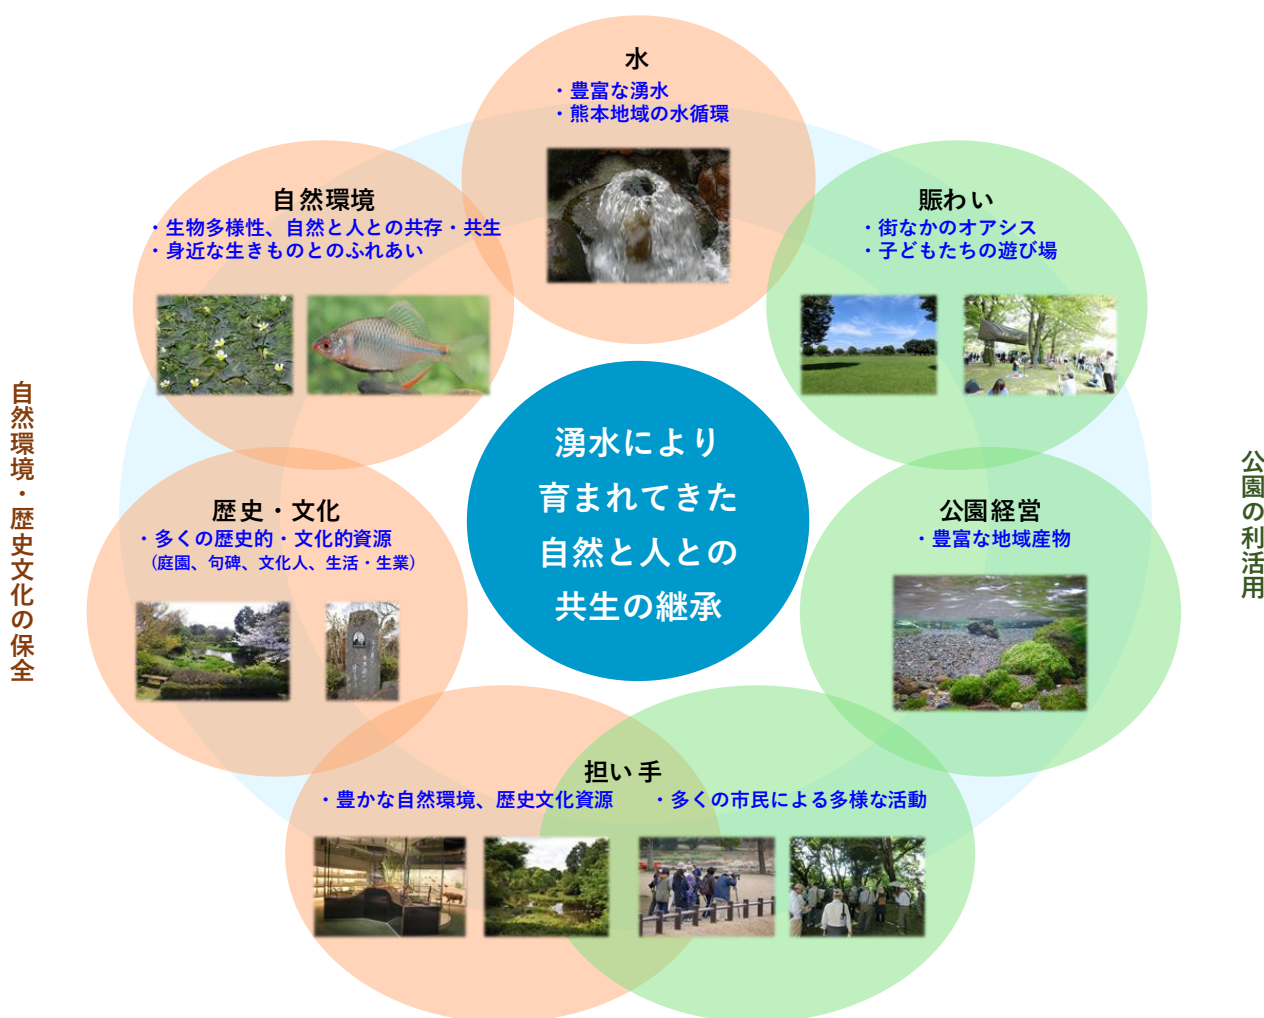 水
・豊富な湧水
・熊本地域の水循環
自然環境
・生物多様性、自然と人との共存・共生
・身近な生きものとのふれあい
賑わい
・街なかのオアシス
・子どもたちの遊び場
自然環境・歴史文化の保全
湧水により
育まれてきた
自然と人との
共生の継承
公園の利活用
歴史・文化
・多くの歴史的・文化的資源
（庭園、句碑、文化人、生活・生業）
公園経営
・豊富な地域産物
担い手
・豊かな自然環境、歴史文化資源
・多くの市民による多様な活動